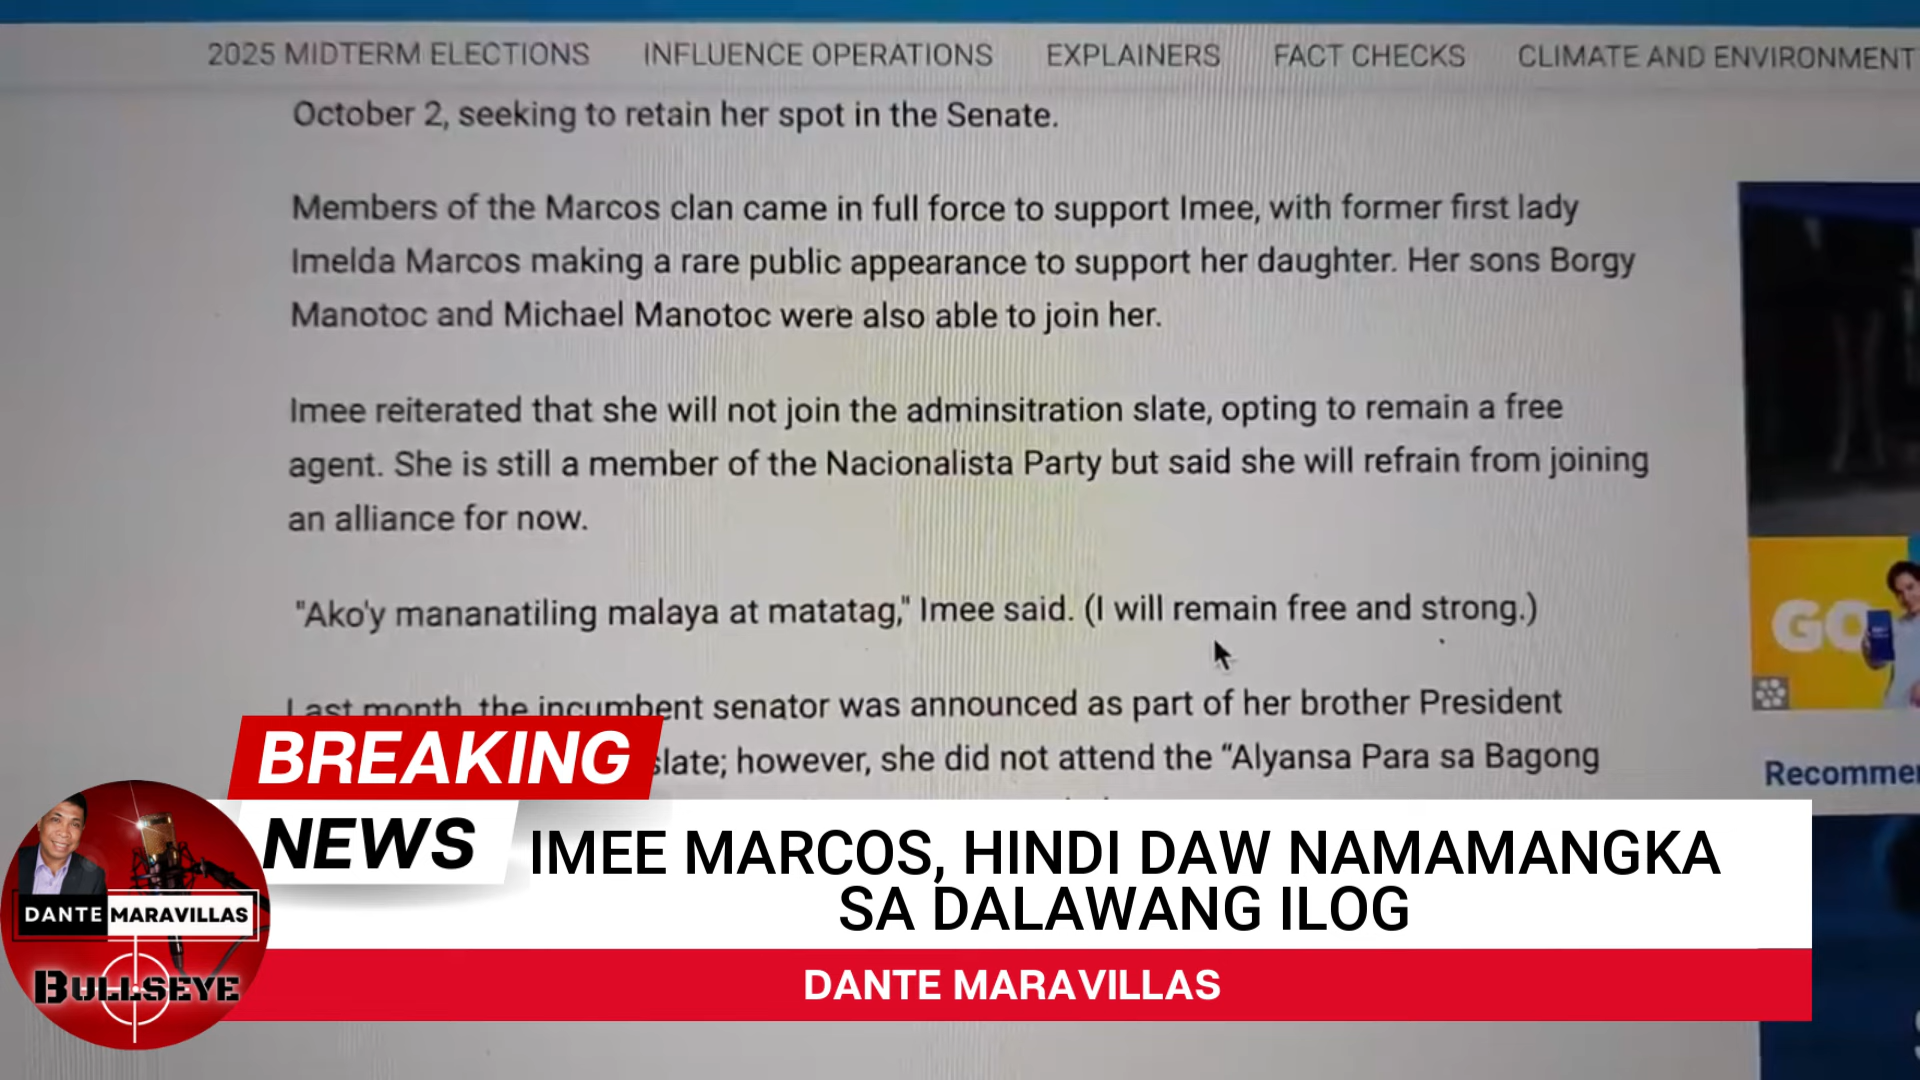 2025 MIDTERM ELECTIONS INFLUENCE OPERATIONS EXPLAINERS FACT CHECKS CLIMATE AND ENVIRONMENT
October 2, seeking to retain her spot in the Senate.
Members of the Marcos clan came in full force to support Imee, with former first lady
Imelda Marcos making a rare public appearance to support her daughter. Her sons Borgy
Manotoc and Michael Manotoc were also able to join her.
Imee reiterated that she will not join the adminsitration slate, opting to remain a free
agent. She is still a member of the Nacionalista Party but said she will refrain from joining
an alliance for now.
"Ako'y mananatiling malaya at matatag," Imee said. (I will remain free and strong.)
Last month, the incumbent senator was announced as part of her brother President
slate; however, she did not attend the “Alyansa Para sa Bagong
GO
Recommen
BREAKING
NEWS
IMEE MARCOS, HINDI DAW NAMAMANGKA
SA DALAWANG ILOG
DANTE MARAVILLAS
DANTE MARAVILLAS
BULLSEYE